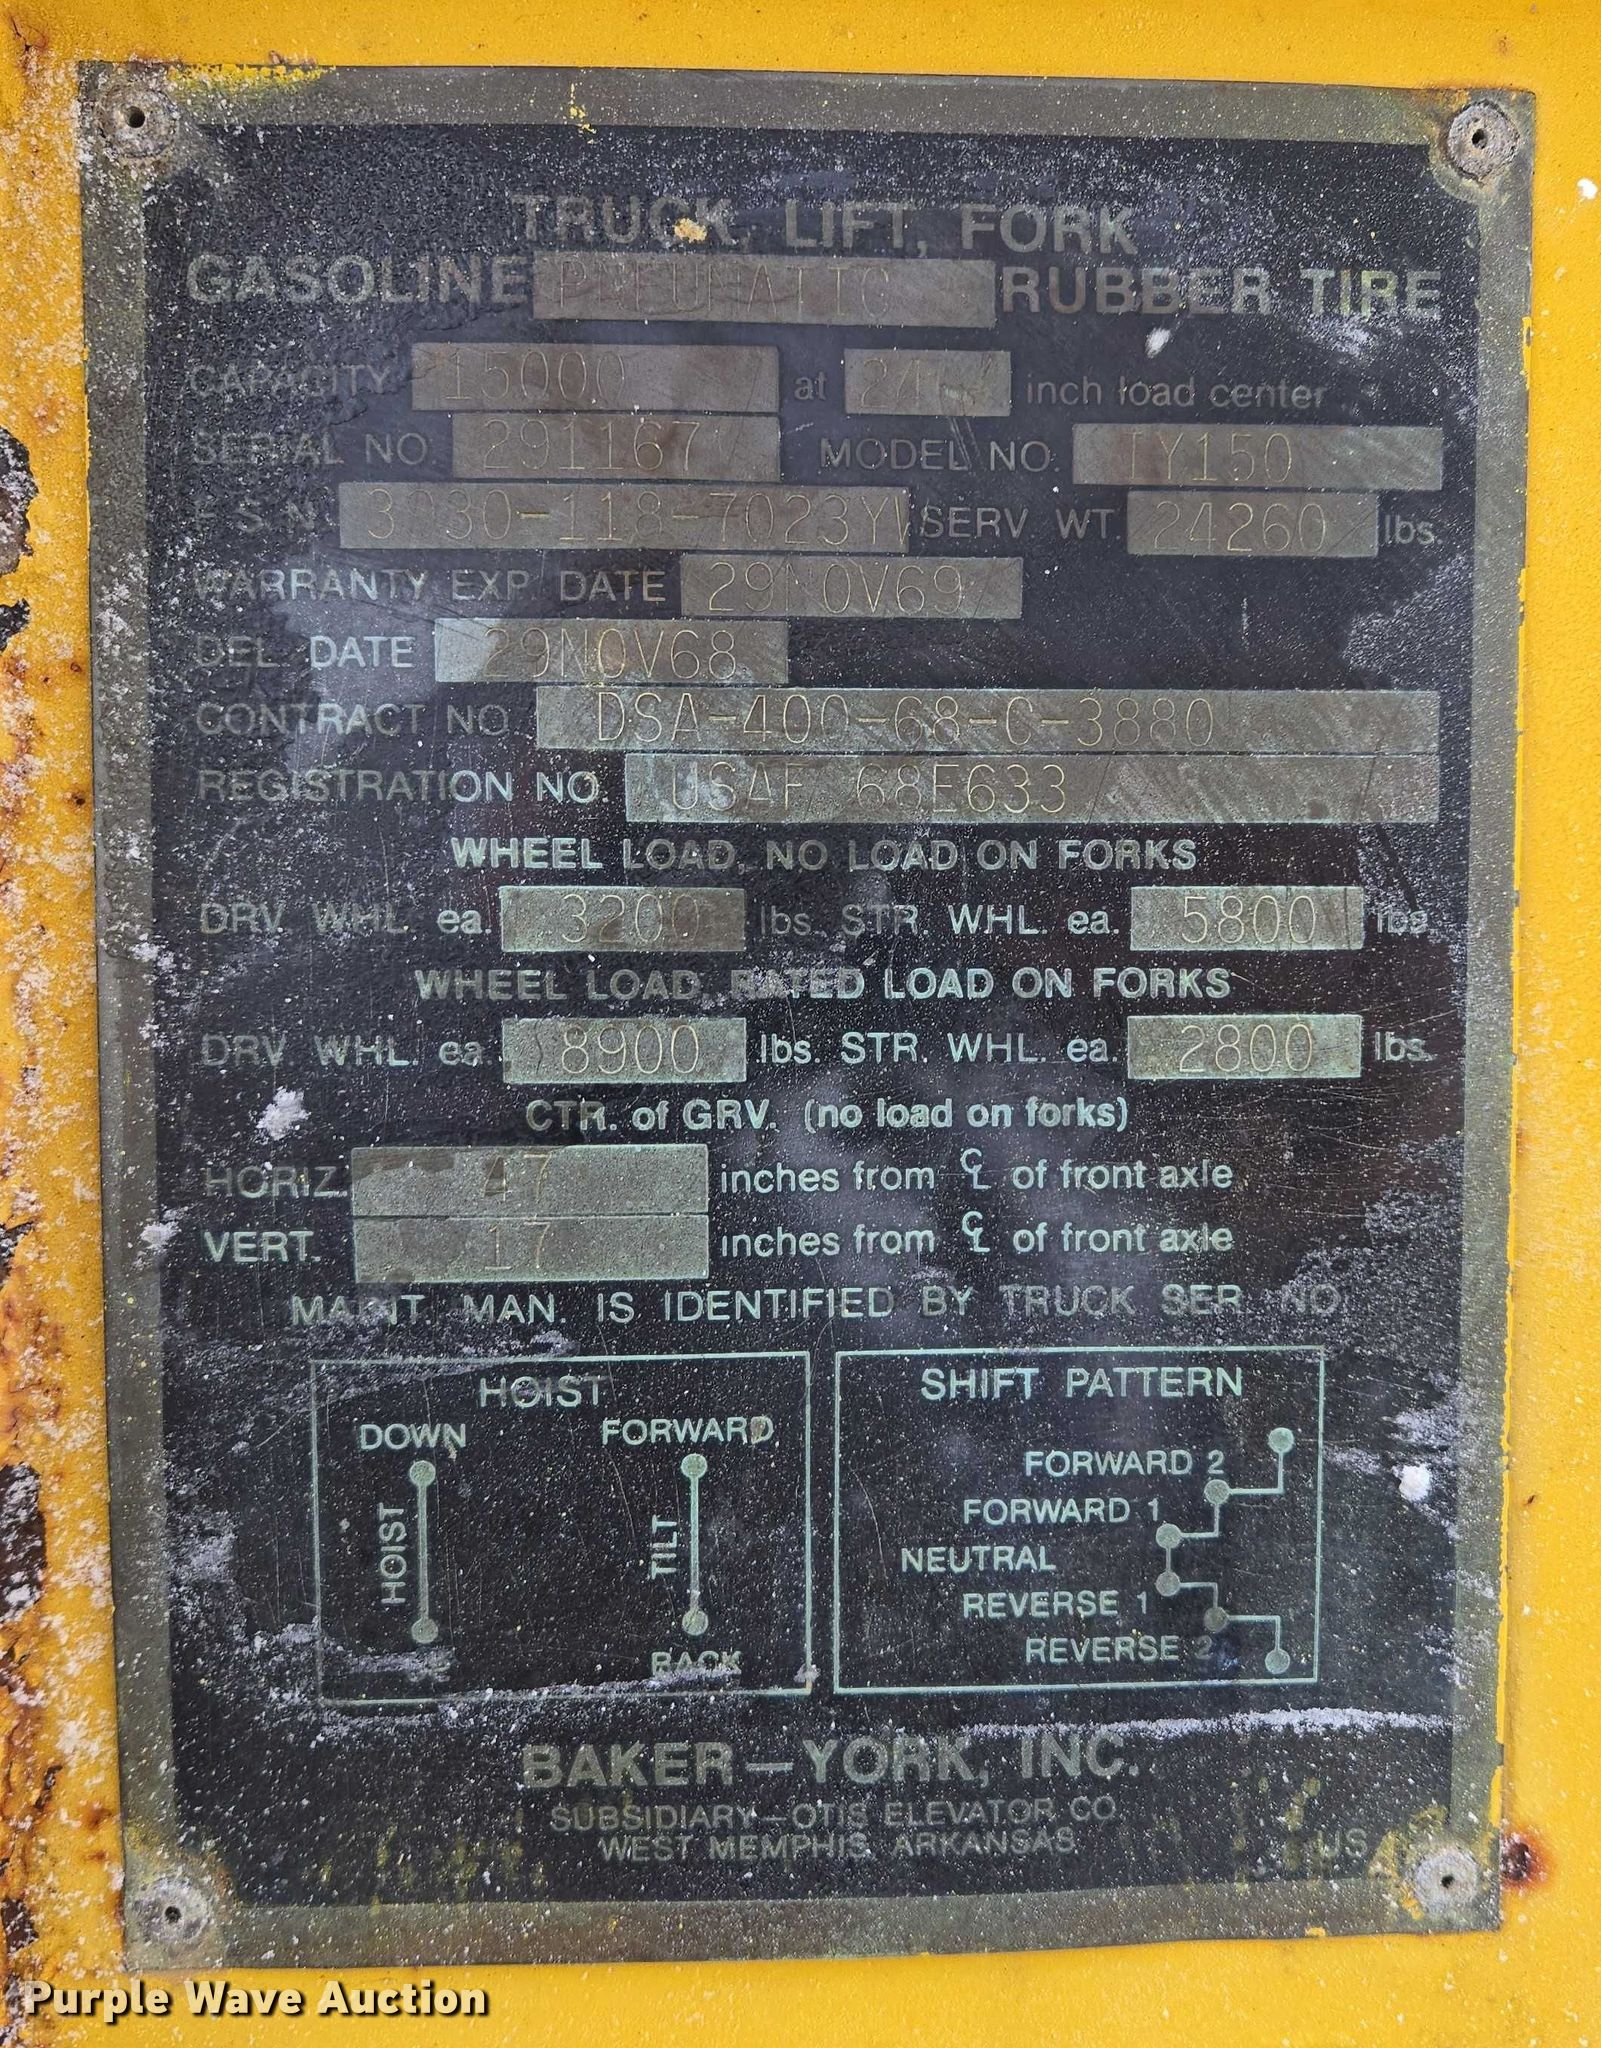 TRUCK, LIFT, FORK
GASOLINE PNEUMATIC RUBBER TIRE
CAPACITY 15000 at 24 inch load center
SERIAL NO. 291167 MODEL NO. IY150
F.S.N. 3930-118-7023YW SERV. WT. 24260 lbs.
WARRANTY EXP. DATE 29NOV69
DEL. DATE 29NOV68
CONTRACT NO. DSA-400-68-C-3880
REGISTRATION NO. USAF 68E633
WHEEL LOAD, NO LOAD ON FORKS
DRV. WHL. ea. 3200 lbs. STR. WHL. ea. 5800 lbs.
WHEEL LOAD, RATED LOAD ON FORKS
DRV. WHL. ea. 8900 lbs. STR. WHL. ea. 2800 lbs.
CTR. of GRV. (no load on forks)
HORIZ. 47 inches from ℄ of front axle
VERT. 17 inches from ℄ of front axle
MAINT. MAN. IS IDENTIFIED BY TRUCK SER. NO.
HOIST
DOWN FORWARD
HOIST TILT
BACK
SHIFT PATTERN
FORWARD 2
FORWARD 1
NEUTRAL
REVERSE 1
REVERSE 2
BAKER—YORK, INC.
SUBSIDIARY—OTIS ELEVATOR CO.
WEST MEMPHIS, ARKANSAS
US
Purple Wave Auction